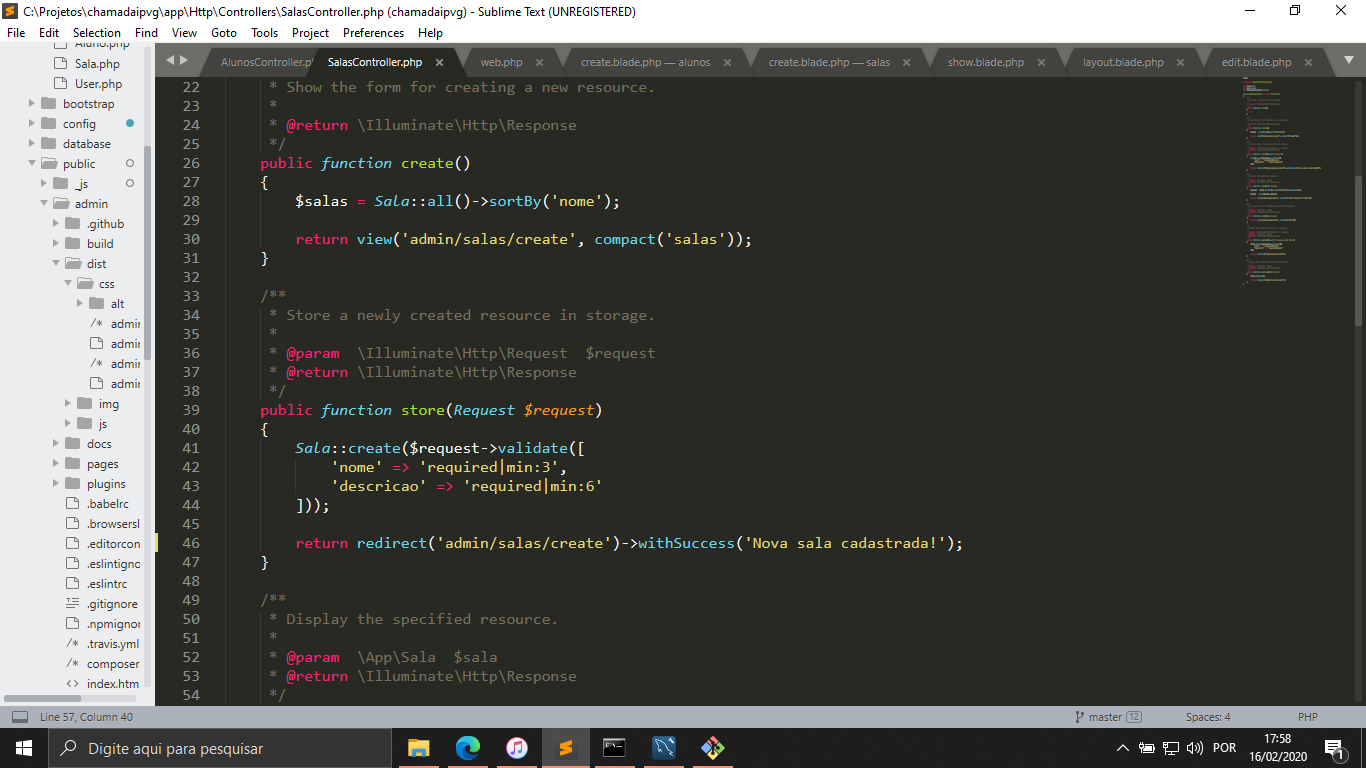 C:\Projetos\chamadaipvg\app\Http\Controllers\SalasController.php (chamadaipvg) - Sublime Text (UNREGISTERED)
File Edit Selection Find View Goto Tools Project Preferences Help
Aluno.php
Sala.php
User.php
bootstrap
config
database
public
_js
admin
.github
build
dist
css
alt
/* admin
admin
/* admin
admin
img
js
docs
pages
plugins
.babelrc
.browsersl
.editorcon
.eslintigno
.eslintrc
.gitignore
.npmignor
/* .travis.yml
/* composer
<> index.htm
AlunosController.p SalasController.php × web.php × create.blade.php — alunos × create.blade.php — salas × show.blade.php × layout.blade.php × edit.blade.php ×
22 * Show the form for creating a new resource.
23 *
24 * @return \Illuminate\Http\Response
25 */
26 public function create()
27 {
28 $salas = Sala::all()->sortBy('nome');
29
30 return view('admin/salas/create', compact('salas'));
31 }
32
33 /**
34 * Store a newly created resource in storage.
35 *
36 * @param  \Illuminate\Http\Request  $request
37 * @return \Illuminate\Http\Response
38 */
39 public function store(Request $request)
40 {
41 Sala::create($request->validate([
42 'nome' => 'required|min:3',
43 'descricao' => 'required|min:6'
44 ]));
45
46 return redirect('admin/salas/create')->withSuccess('Nova sala cadastrada!');
47 }
48
49 /**
50 * Display the specified resource.
51 *
52 * @param  \App\Sala  $sala
53 * @return \Illuminate\Http\Response
54 */
Line 57, Column 40 master 12 Spaces: 4 PHP
Digite aqui para pesquisar
POR
17:58
16/02/2020
1